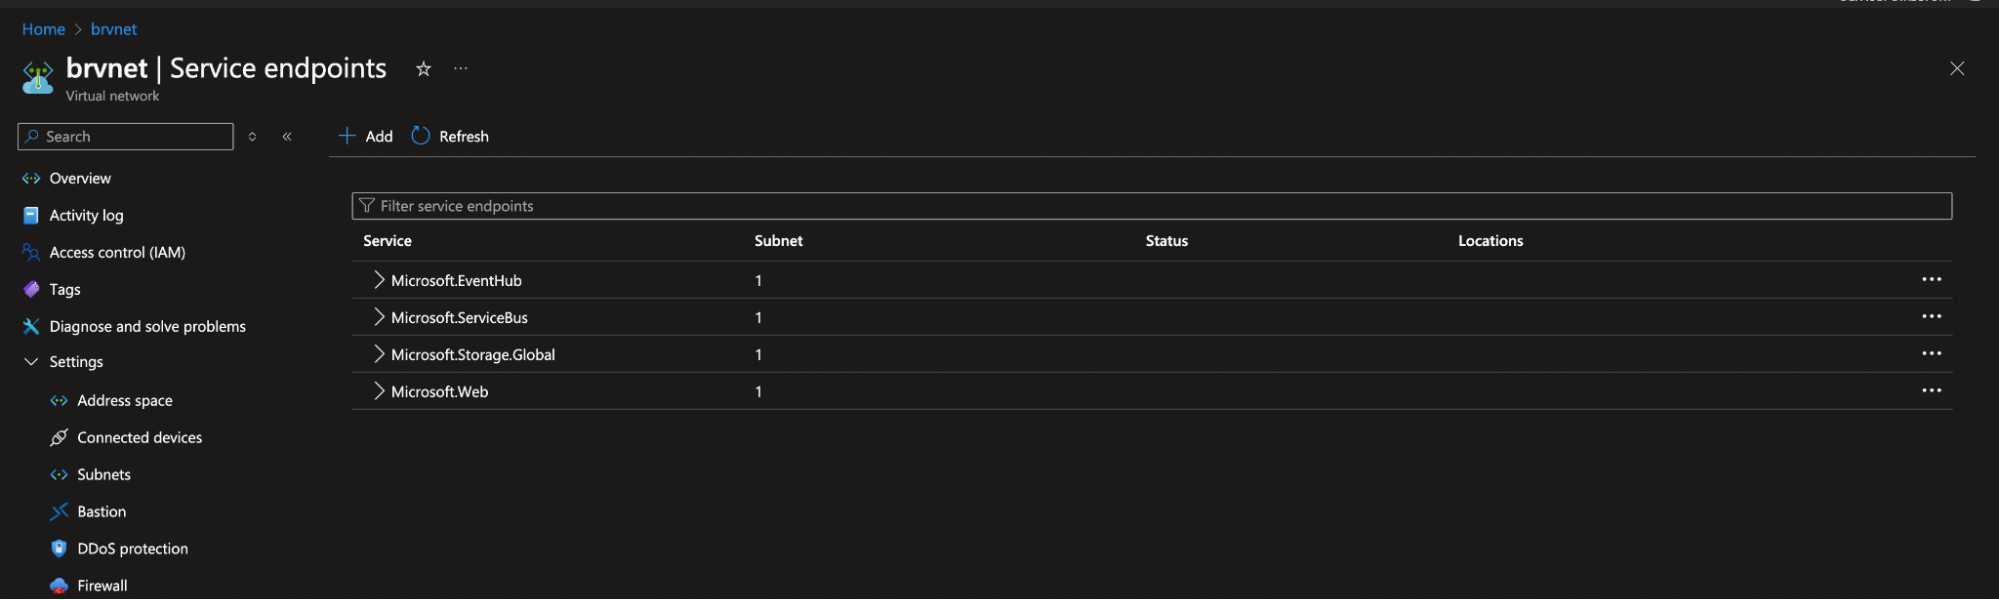 Home > brvnet
brvnet | Service endpoints ☆ ···
Virtual network
Search
Add Refresh
Overview
Activity log
Access control (IAM)
Tags
Diagnose and solve problems
Settings
Address space
Connected devices
Subnets
Bastion
DDoS protection
Firewall
Filter service endpoints
Service Subnet Status Locations
Microsoft.EventHub 1 ···
Microsoft.ServiceBus 1 ···
Microsoft.Storage.Global 1 ···
Microsoft.Web 1 ···